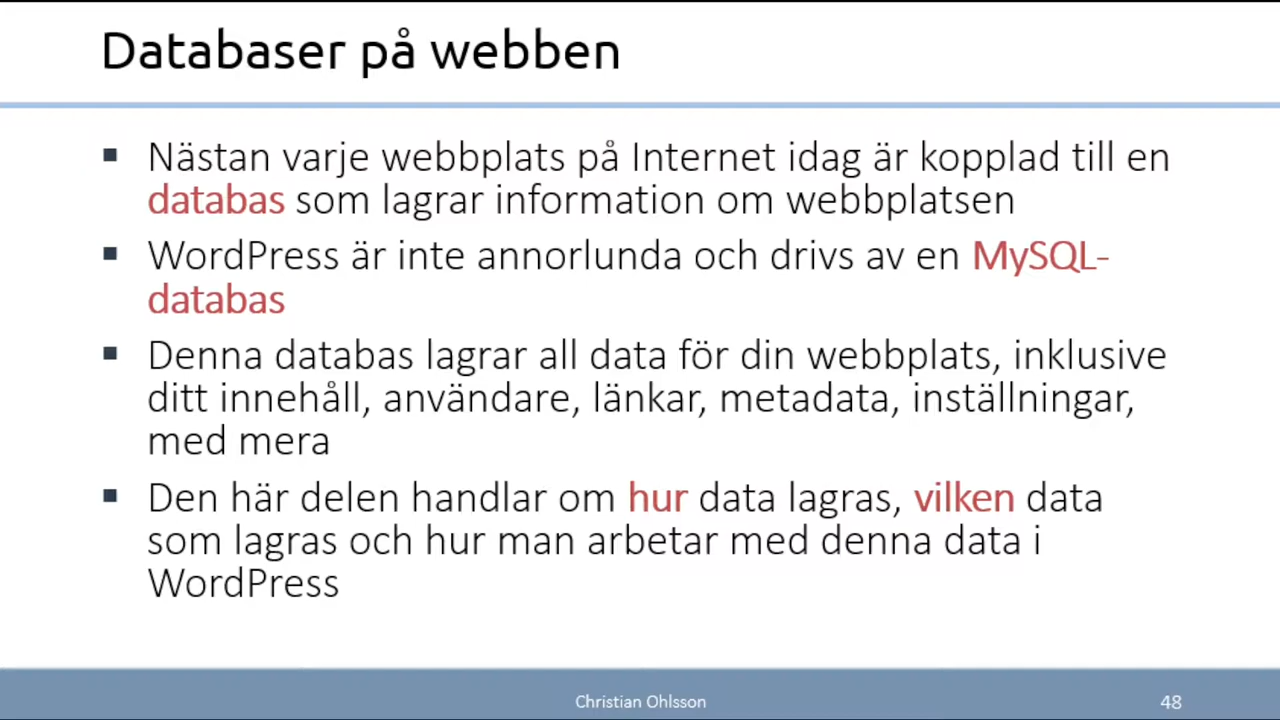 Databaser på webben
Nästan varje webbplats på Internet idag är kopplad till en
databas som lagrar information om webbplatsen
WordPress är inte annorlunda och drivs av en MySQL-
databas
Denna databas lagrar all data för din webbplats, inklusive
ditt innehåll, användare, länkar, metadata, inställningar,
med mera
Den här delen handlar om hur data lagras, vilken data
som lagras och hur man arbetar med denna data i
WordPress
Christian Ohlsson
48